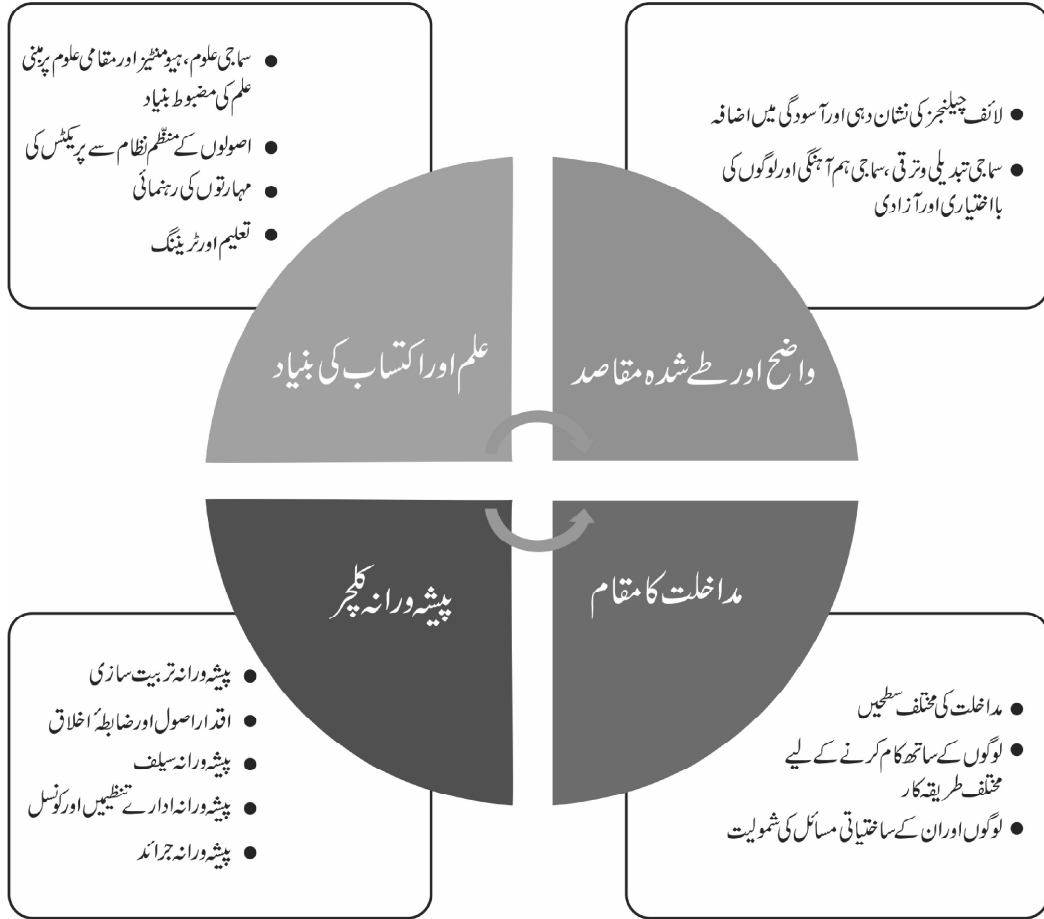 لائف چیلنجرز کی نشان دہی اور آسودگی میں اضافہ
سماجی تبدیلی و ترقی، سماجی ہم آہنگی اور لوگوں کی
بااختیاری اور آزادی
سماجی علوم، ہیومنٹیز اور مقامی علوم پر مبنی
علم کی مضبوط بنیاد
اصولوں کے منظّم نظام سے پریکٹس کی
مہارتوں کی رہنمائی
تعلیم اور ٹریننگ
واضح اور طے شدہ مقاصد
علم اور اکتساب کی بنیاد
مداخلت کا مقام
پیشہ ورانہ کلچر
مداخلت کی مختلف سطحیں
لوگوں کے ساتھ کام کرنے کے لیے
مختلف طریقہ کار
لوگوں اور ان کے ساختیاتی مسائل کی شمولیت
پیشہ ورانہ تربیت سازی
اقدار اصول اور ضابطۂ اخلاق
پیشہ ورانہ سیلف
پیشہ ورانہ ادارے تنظیمیں اور کونسل
پیشہ ورانہ جرائد